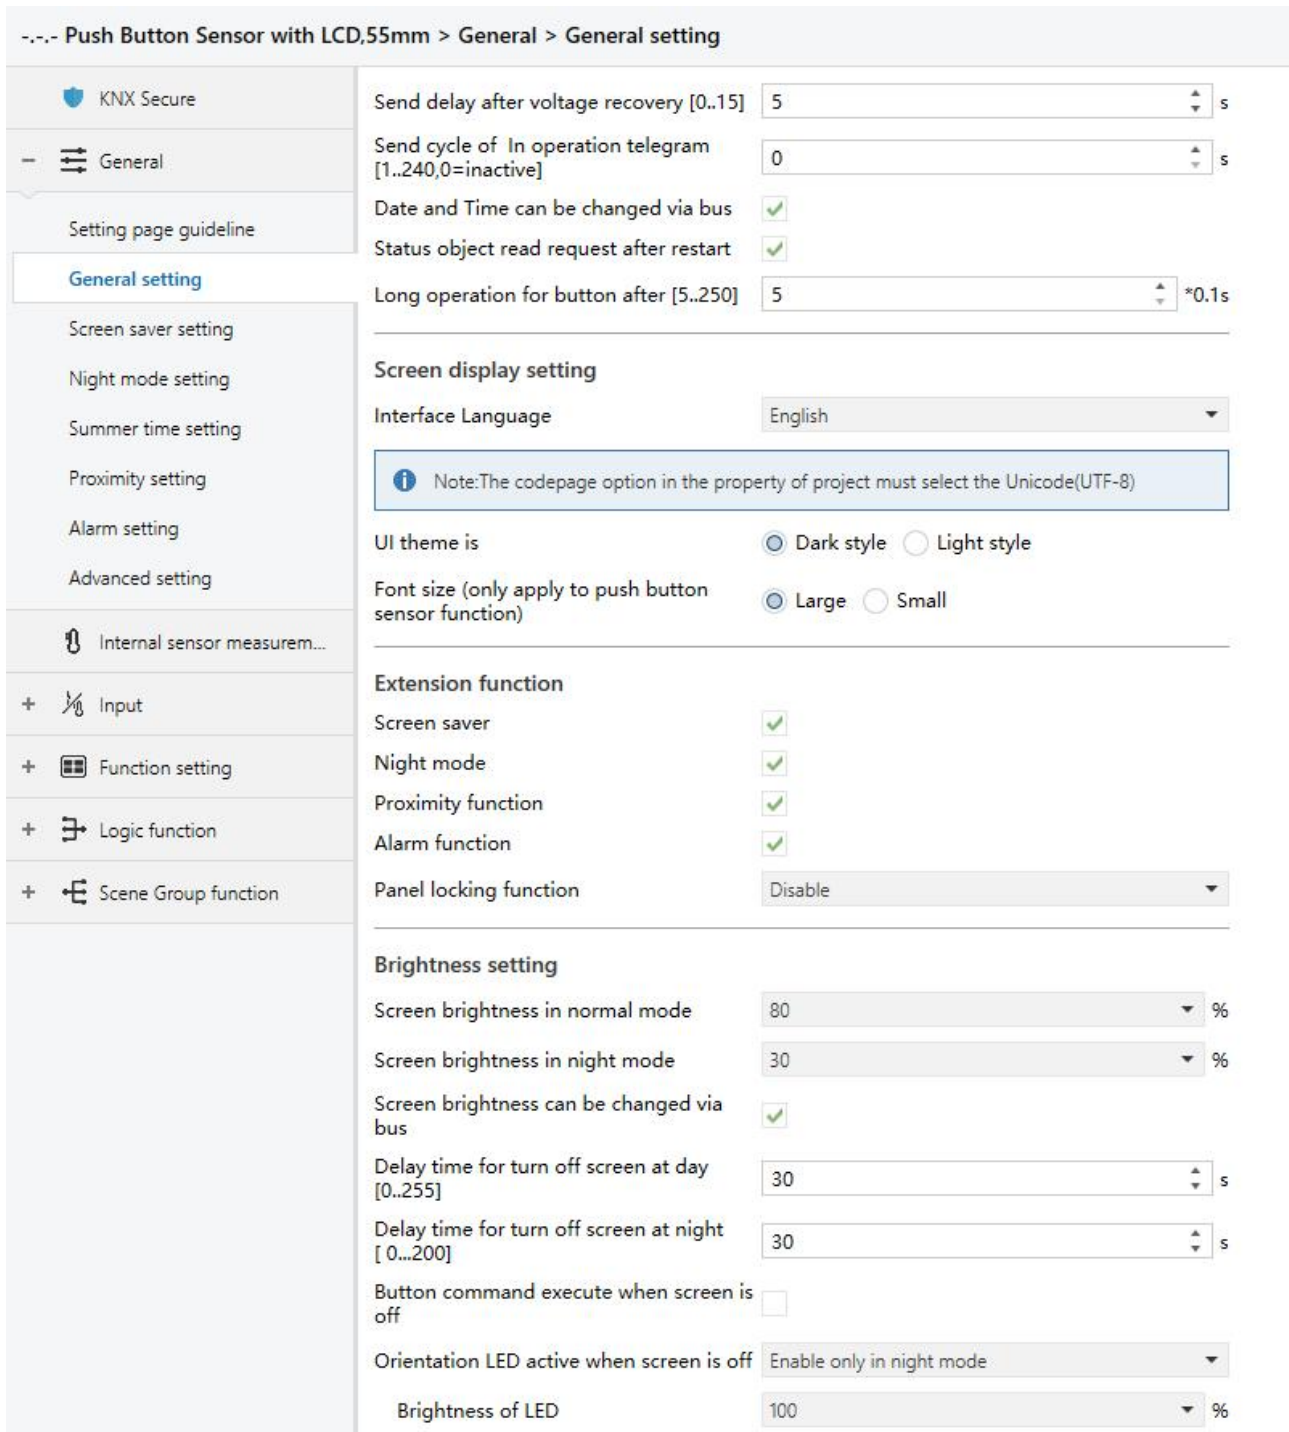 -.-.- Push Button Sensor with LCD,55mm > General > General setting
KNX Secure
General
Setting page guideline
General setting
Screen saver setting
Night mode setting
Summer time setting
Proximity setting
Alarm setting
Advanced setting
Internal sensor measurem...
Input
Function setting
Logic function
Scene Group function
Send delay after voltage recovery [0..15] 5 s
Send cycle of In operation telegram
[1..240,0=inactive] 0 s
Date and Time can be changed via bus
Status object read request after restart
Long operation for button after [5..250] 5 *0.1s
Screen display setting
Interface Language English
Note:The codepage option in the property of project must select the Unicode(UTF-8)
UI theme is Dark style Light style
Font size (only apply to push button
sensor function) Large Small
Extension function
Screen saver
Night mode
Proximity function
Alarm function
Panel locking function Disable
Brightness setting
Screen brightness in normal mode 80 %
Screen brightness in night mode 30 %
Screen brightness can be changed via
bus
Delay time for turn off screen at day
[0..255] 30 s
Delay time for turn off screen at night
[ 0...200] 30 s
Button command execute when screen is
off
Orientation LED active when screen is off Enable only in night mode
Brightness of LED 100 %